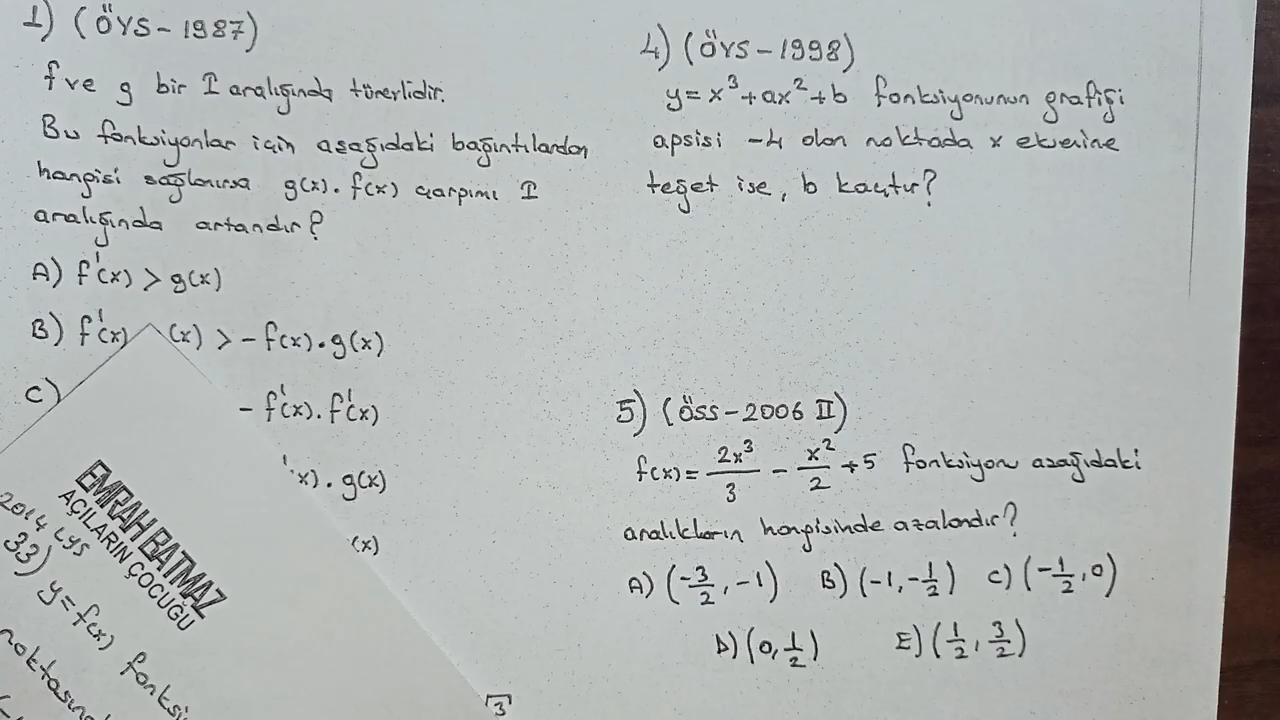 1) (ÖYS-1987)
f ve g bir I aralığında türevlidir.
Bu fonksiyonlar için aşağıdaki bağıntılardan
hangisi sağlanırsa g(x). f(x) çarpımı I
aralığında artandır?
A) f'(x) > g(x)
B) f'(x) (x) > - f(x).g(x)
C) - f'(x). f'(x)
'x). g(x)
(x)
EMRAH BATMAZ
AÇILARIN ÇOCUĞU
2014 LYS
33) y=f(x) fonksi
3
4) (ÖYS-1998)
y=x³+ax²+b fonksiyonunun grafiği
apsisi -4 olan noktada x eksenine
teğet ise, b kaçtır?
5) (ÖSS-2006 II)
f(x)= 2x³/3 - x²/2 +5 fonksiyonu aşağıdaki
aralıkların hangisinde azalandır?
A) (-3/2, -1) B) (-1, -1/2) C) (-1/2, 0)
D) (0, 1/2) E) (1/2, 3/2)